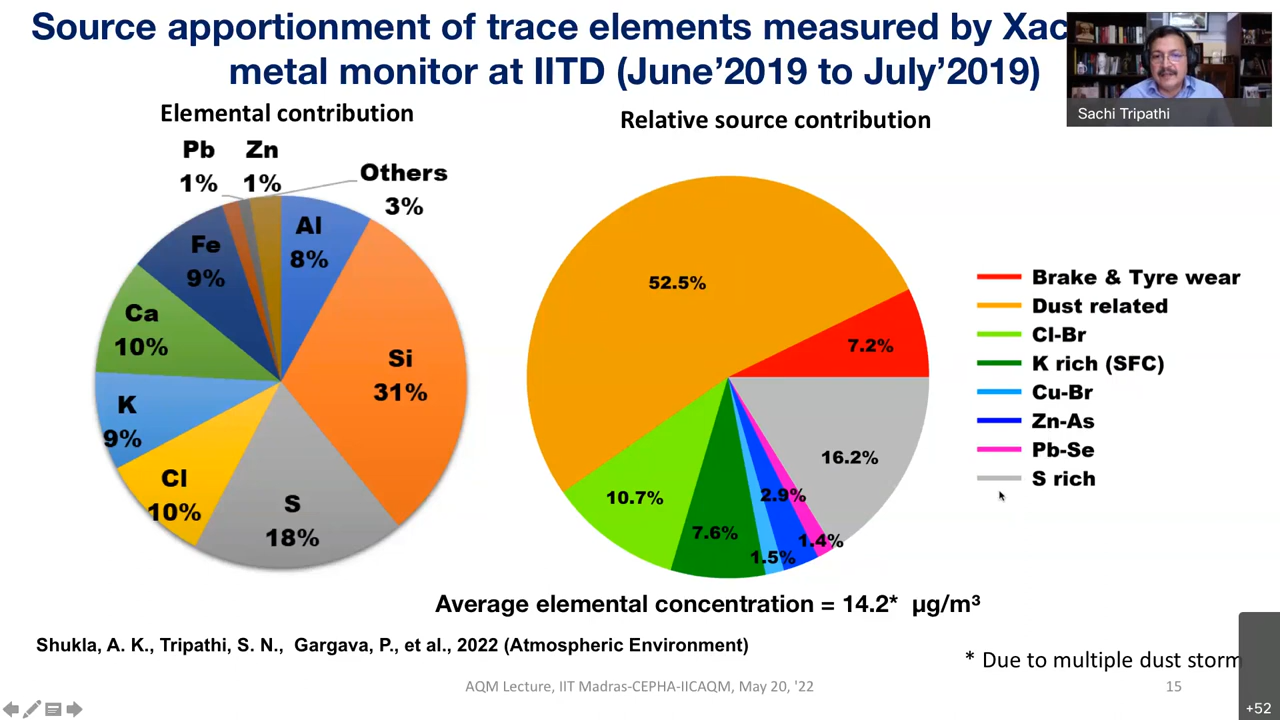 Source apportionment of trace elements measured by Xac
metal monitor at IITD (June’2019 to July’2019)
Sachi Tripathi
Elemental contribution
Pb
1%
Zn
1%
Others
3%
Al
8%
Si
31%
S
18%
Cl
10%
K
9%
Ca
10%
Fe
9%
Relative source contribution
52.5%
7.2%
16.2%
1.4%
2.9%
1.5%
7.6%
10.7%
Brake & Tyre wear
Dust related
Cl-Br
K rich (SFC)
Cu-Br
Zn-As
Pb-Se
S rich
Average elemental concentration = 14.2* µg/m³
Shukla, A. K., Tripathi, S. N., Gargava, P., et al., 2022 (Atmospheric Environment)
* Due to multiple dust storm
AQM Lecture, IIT Madras-CEPHA-IICAQM, May 20, '22
15
+52